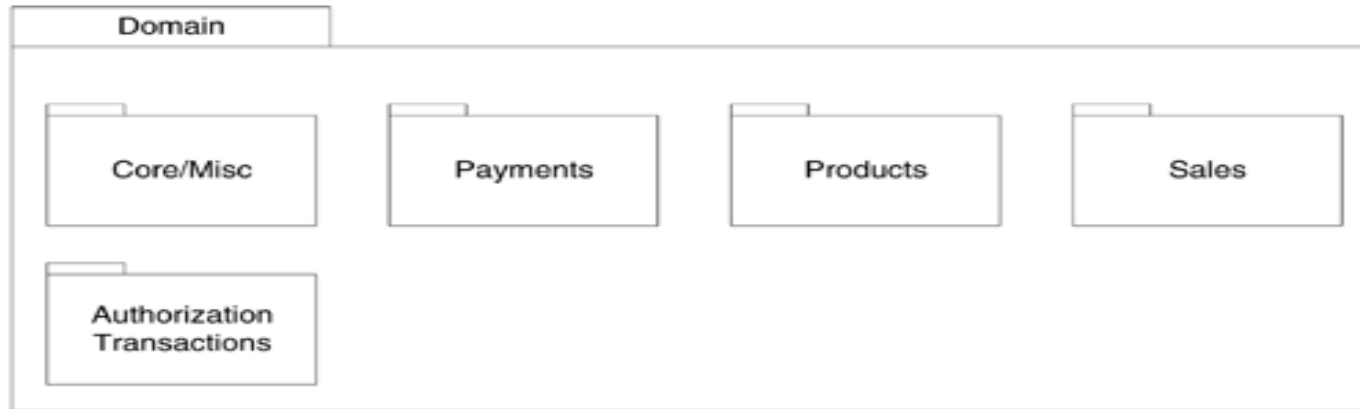 Domain
Core/Misc
Payments
Products
Sales
Authorization
Transactions